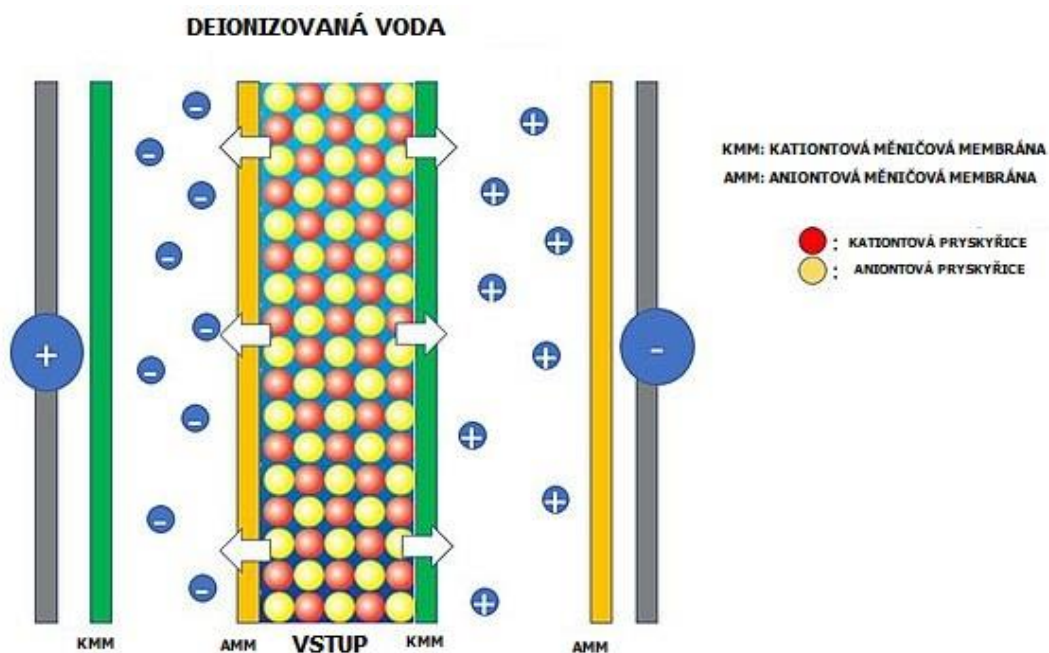 DEIONIZOVANÁ VODA
KMM: KATIONTOVÁ MĚNIČOVÁ MEMBRÁNA
AMM: ANIONTOVÁ MĚNIČOVÁ MEMBRÁNA
: KATIONTOVÁ PRYSKYŘICE
: ANIONTOVÁ PRYSKYŘICE
KMM AMM VSTUP KMM AMM